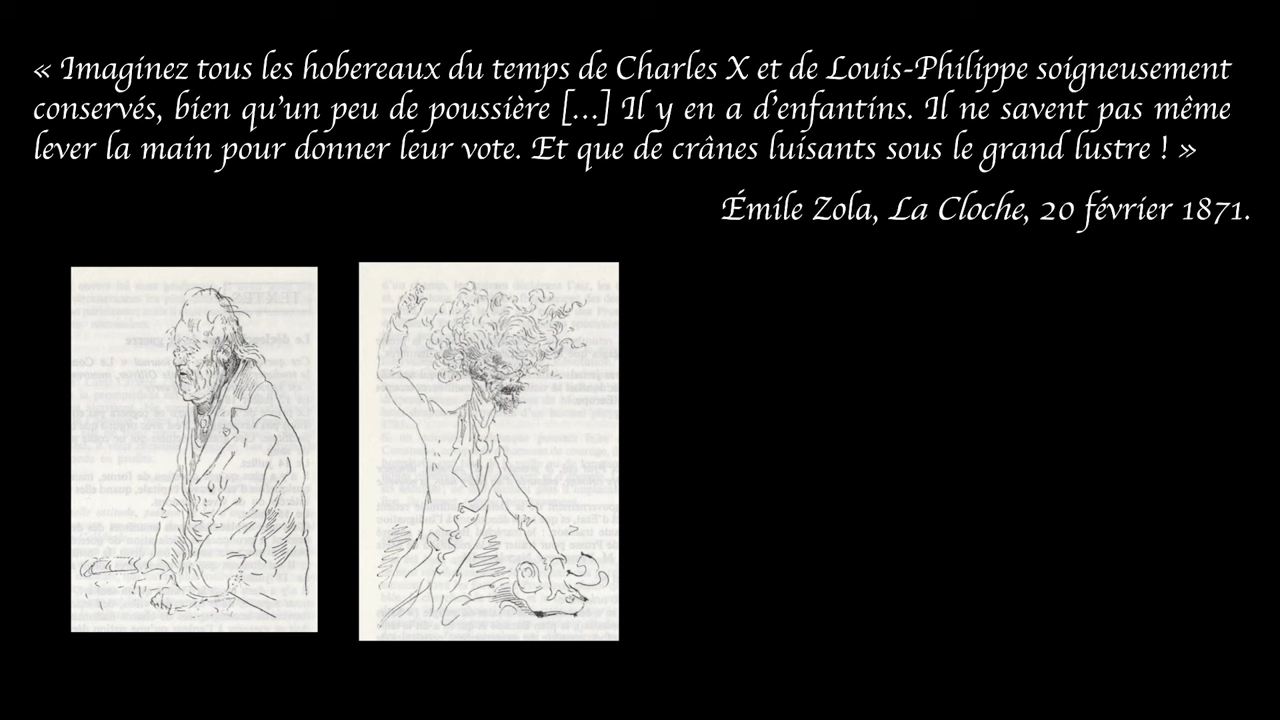 « Imaginez tous les hobereaux du temps de Charles X et de Louis-Philippe soigneusement
conservés, bien qu'un peu de poussière [...] Il y en a d'enfantins. Il ne savent pas même
lever la main pour donner leur vote. Et que de crânes luisants sous le grand lustre ! »
Émile Zola, La Cloche, 20 février 1871.